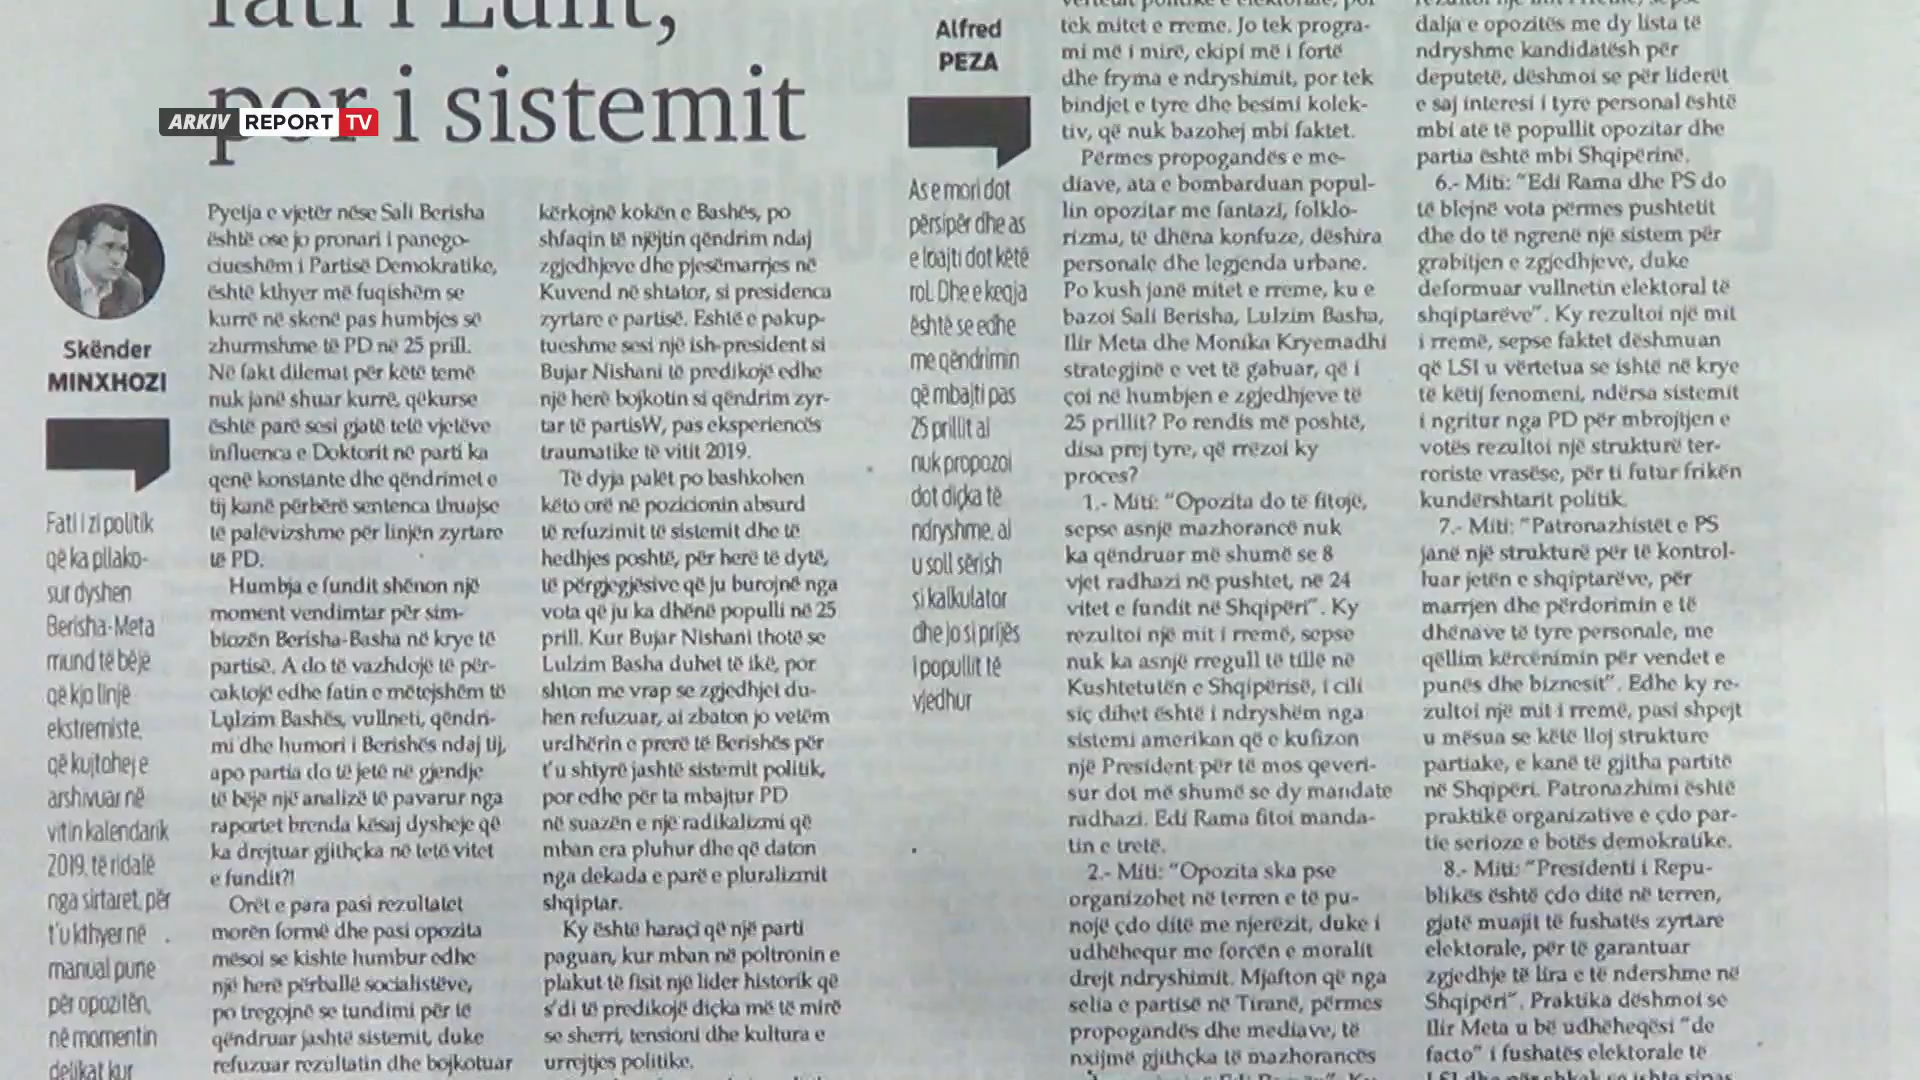 por i sistemit
ARKIV REPORT TV
Skënder
MINXHOZI
Fati i zi politik
që ka pllako-
sur dyshen
Berisha-Meta
mund të bëjë
që kjo linjë
ekstremiste,
që kujtohej e
arshivuar në
vitin kalendarik
2019, të ridalë
nga sirtaret, për
t'u kthyer në
manual pune
për opozitën,
në momentin
delikat kur
Pyetja e vjetër nëse Sali Berisha
është ose jo pronari i panego-
ciueshëm i Partisë Demokratike,
është kthyer më fuqishëm se
kurrë në skenë pas humbjes së
zhurmshme të PD në 25 prill.
Në fakt dilemat për këtë temë
nuk janë shuar kurrë, qëkurse
është parë sesi gjatë tetë vjetëve
influenca e Doktorit në parti ka
qenë konstante dhe qëndrimet e
tij kanë përbërë sentenca thuajse
të palëvizshme për linjën zyrtare
të PD.
Humbja e fundit shënon një
moment vendimtar për sim-
biozën Berisha-Basha në krye të
partisë. A do të vazhdojë të për-
caktojë edhe fatin e mëtejshëm të
Lulzim Bashës, vullneti, qëndri-
mi dhe humori i Berishës ndaj tij,
apo partia do të jetë në gjendje
të bëjë një analizë të pavarur nga
raportet brenda kësaj dysheje që
ka drejtuar gjithçka në tetë vitet
e fundit?!
Orët e para pasi rezultatet
morën formë dhe pasi opozita
mësoi se kishte humbur edhe
një herë përballë socialistëve,
po tregojnë se tundimi për të
qëndruar jashtë sistemit, duke
refuzuar rezultatin dhe bojkotuar
kërkojnë kokën e Bashës, po
shfaqin të njëjtin qëndrim ndaj
zgjedhjeve dhe pjesëmarrjes në
Kuvend në shtator, si presidenca
zyrtare e partisë. Eshtë e pakup-
tueshme sesi një ish-president si
Bujar Nishani të predikojë edhe
një herë bojkotin si qëndrim zyr-
tar të partisW, pas eksperiencës
traumatike të vitit 2019.
Të dyja palët po bashkohen
këto orë në pozicionin absurd
të refuzimit të sistemit dhe të
hedhjes poshtë, për herë të dytë,
të përgjegjësive që ju burojnë nga
vota që ju ka dhënë populli në 25
prill. Kur Bujar Nishani thotë se
Lulzim Basha duhet të ikë, por
shton me vrap se zgjedhjet du-
hen refuzuar, ai zbaton jo vetëm
urdhërin e prerë të Berishës për
t'u shtyrë jashtë sistemit politik,
por edhe për ta mbajtur PD
në suazën e një radikalizmi që
mban era pluhur dhe që daton
nga dekada e parë e pluralizmit
shqiptar.
Ky është haraçi që një parti
paguan, kur mban në poltronin e
plakut të fisit një lider historik që
s'di të predikojë diçka më të mirë
se sherri, tensioni dhe kultura e
urrejtjes politike.
Alfred
PEZA
As e mori dot
përsipër dhe as
e loajti dot këtë
rol. Dhe e keqja
është se edhe
me qëndrimin
që mbajti pas
25 prillit ai
nuk propozoi
dot diçka të
ndryshme, ai
u soll sërish
si kalkulator
dhe jo si prijës
i popullit të
vjedhur
tek mitet e rreme. Jo tek progra-
mi më i mirë, ekipi më i fortë
dhe fryma e ndryshimit, por tek
bindjet e tyre dhe besimi kolek-
tiv, që nuk bazohej mbi faktet.
Përmes propogandës e me-
diave, ata e bombarduan popul-
lin opozitar me fantazi, folklo-
rizma, të dhëna konfuze, dëshira
personale dhe legjenda urbane.
Po kush janë mitet e rreme, ku e
bazoi Sali Berisha, Lulzim Basha,
Ilir Meta dhe Monika Kryemadhi
strategjinë e vet të gabuar, që i
çoi në humbjen e zgjedhjeve të
25 prillit? Po rendis më poshtë,
disa prej tyre, që rrëzoi ky
proces?
1.- Miti: "Opozita do të fitojë,
sepse asnjë mazhorancë nuk
ka qëndruar më shumë se 8
vjet radhazi në pushtet, në 24
vitet e fundit në Shqipëri". Ky
rezultoi një mit i rremë, sepse
nuk ka asnjë rregull të tillë në
Kushtetutën e Shqipërisë, i cili
siç dihet është i ndryshëm nga
sistemi amerikan që e kufizon
një President për të mos qeveri-
sur dot më shumë se dy mandate
radhazi. Edi Rama fitoi manda-
tin e tretë.
2.- Miti: "Opozita ska pse
organizohet në terren e të pu-
nojë çdo ditë me njerëzit, duke i
udhëhequr me forcën e moralit
drejt ndryshimit. Mjafton që nga
selia e partisë në Tiranë, përmes
propogandës dhe mediave, të
nxijmë gjithçka të mazhorancës
dalja e opozitës me dy lista të
ndryshme kandidatësh për
deputetë, dëshmoi se për liderët
e saj interesi i tyre personal është
mbi atë të popullit opozitar dhe
partia është mbi Shqipërinë.
6.- Miti: "Edi Rama dhe PS do
të blejnë vota përmes pushtetit
dhe do të ngrenë një sistem për
grabitjen e zgjedhjeve, duke
deformuar vullnetin elektoral të
shqiptarëve". Ky rezultoi një mit
i rremë, sepse faktet dëshmuan
që LSI u vërtetua se ishtë në krye
të këtij fenomeni, ndërsa sistemit
i ngritur nga PD për mbrojtjen e
votës rezultoi një strukturë ter-
roriste vrasëse, për ti futur frikën
kundërshtarit politik.
7.- Miti: "Patronazhistët e PS
janë një strukturë për të kontrol-
luar jetën e shqiptarëve, për
marrjen dhe përdorimin e të
dhënave të tyre personale, me
qëllim kërcënimin për vendet e
punës dhe biznesit". Edhe ky re-
zultoi një mit i rremë, pasi shpejt
u mësua se këtë lloj strukture
partiake, e kanë të gjitha partitë
në Shqipëri. Patronazhimi është
praktikë organizative e çdo par-
tie serioze e botës demokratike.
8.- Miti: "Presidenti i Repu-
blikës është çdo ditë në terren,
gjatë muajit të fushatës zyrtare
elektorale, për të garantuar
zgjedhje të lira e të ndershme në
Shqipëri". Praktika dëshmoi se
Ilir Meta u bë udhëheqësi "de
facto" i fushatës elektorale të